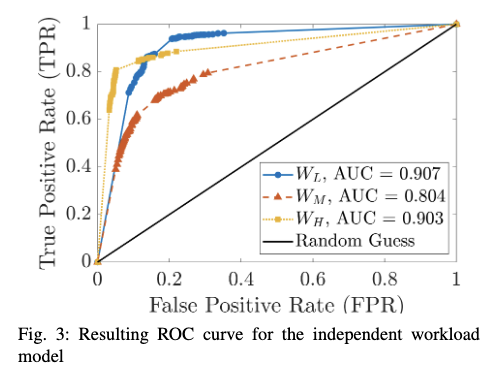 True Positive Rate (TPR)
1
0.8
0.6
0.4
0.2
0
0 0.2 0.4 0.6 0.8 1
False Positive Rate (FPR)
W_L, AUC = 0.907
W_M, AUC = 0.804
W_H, AUC = 0.903
Random Guess
Fig. 3: Resulting ROC curve for the independent workload
model